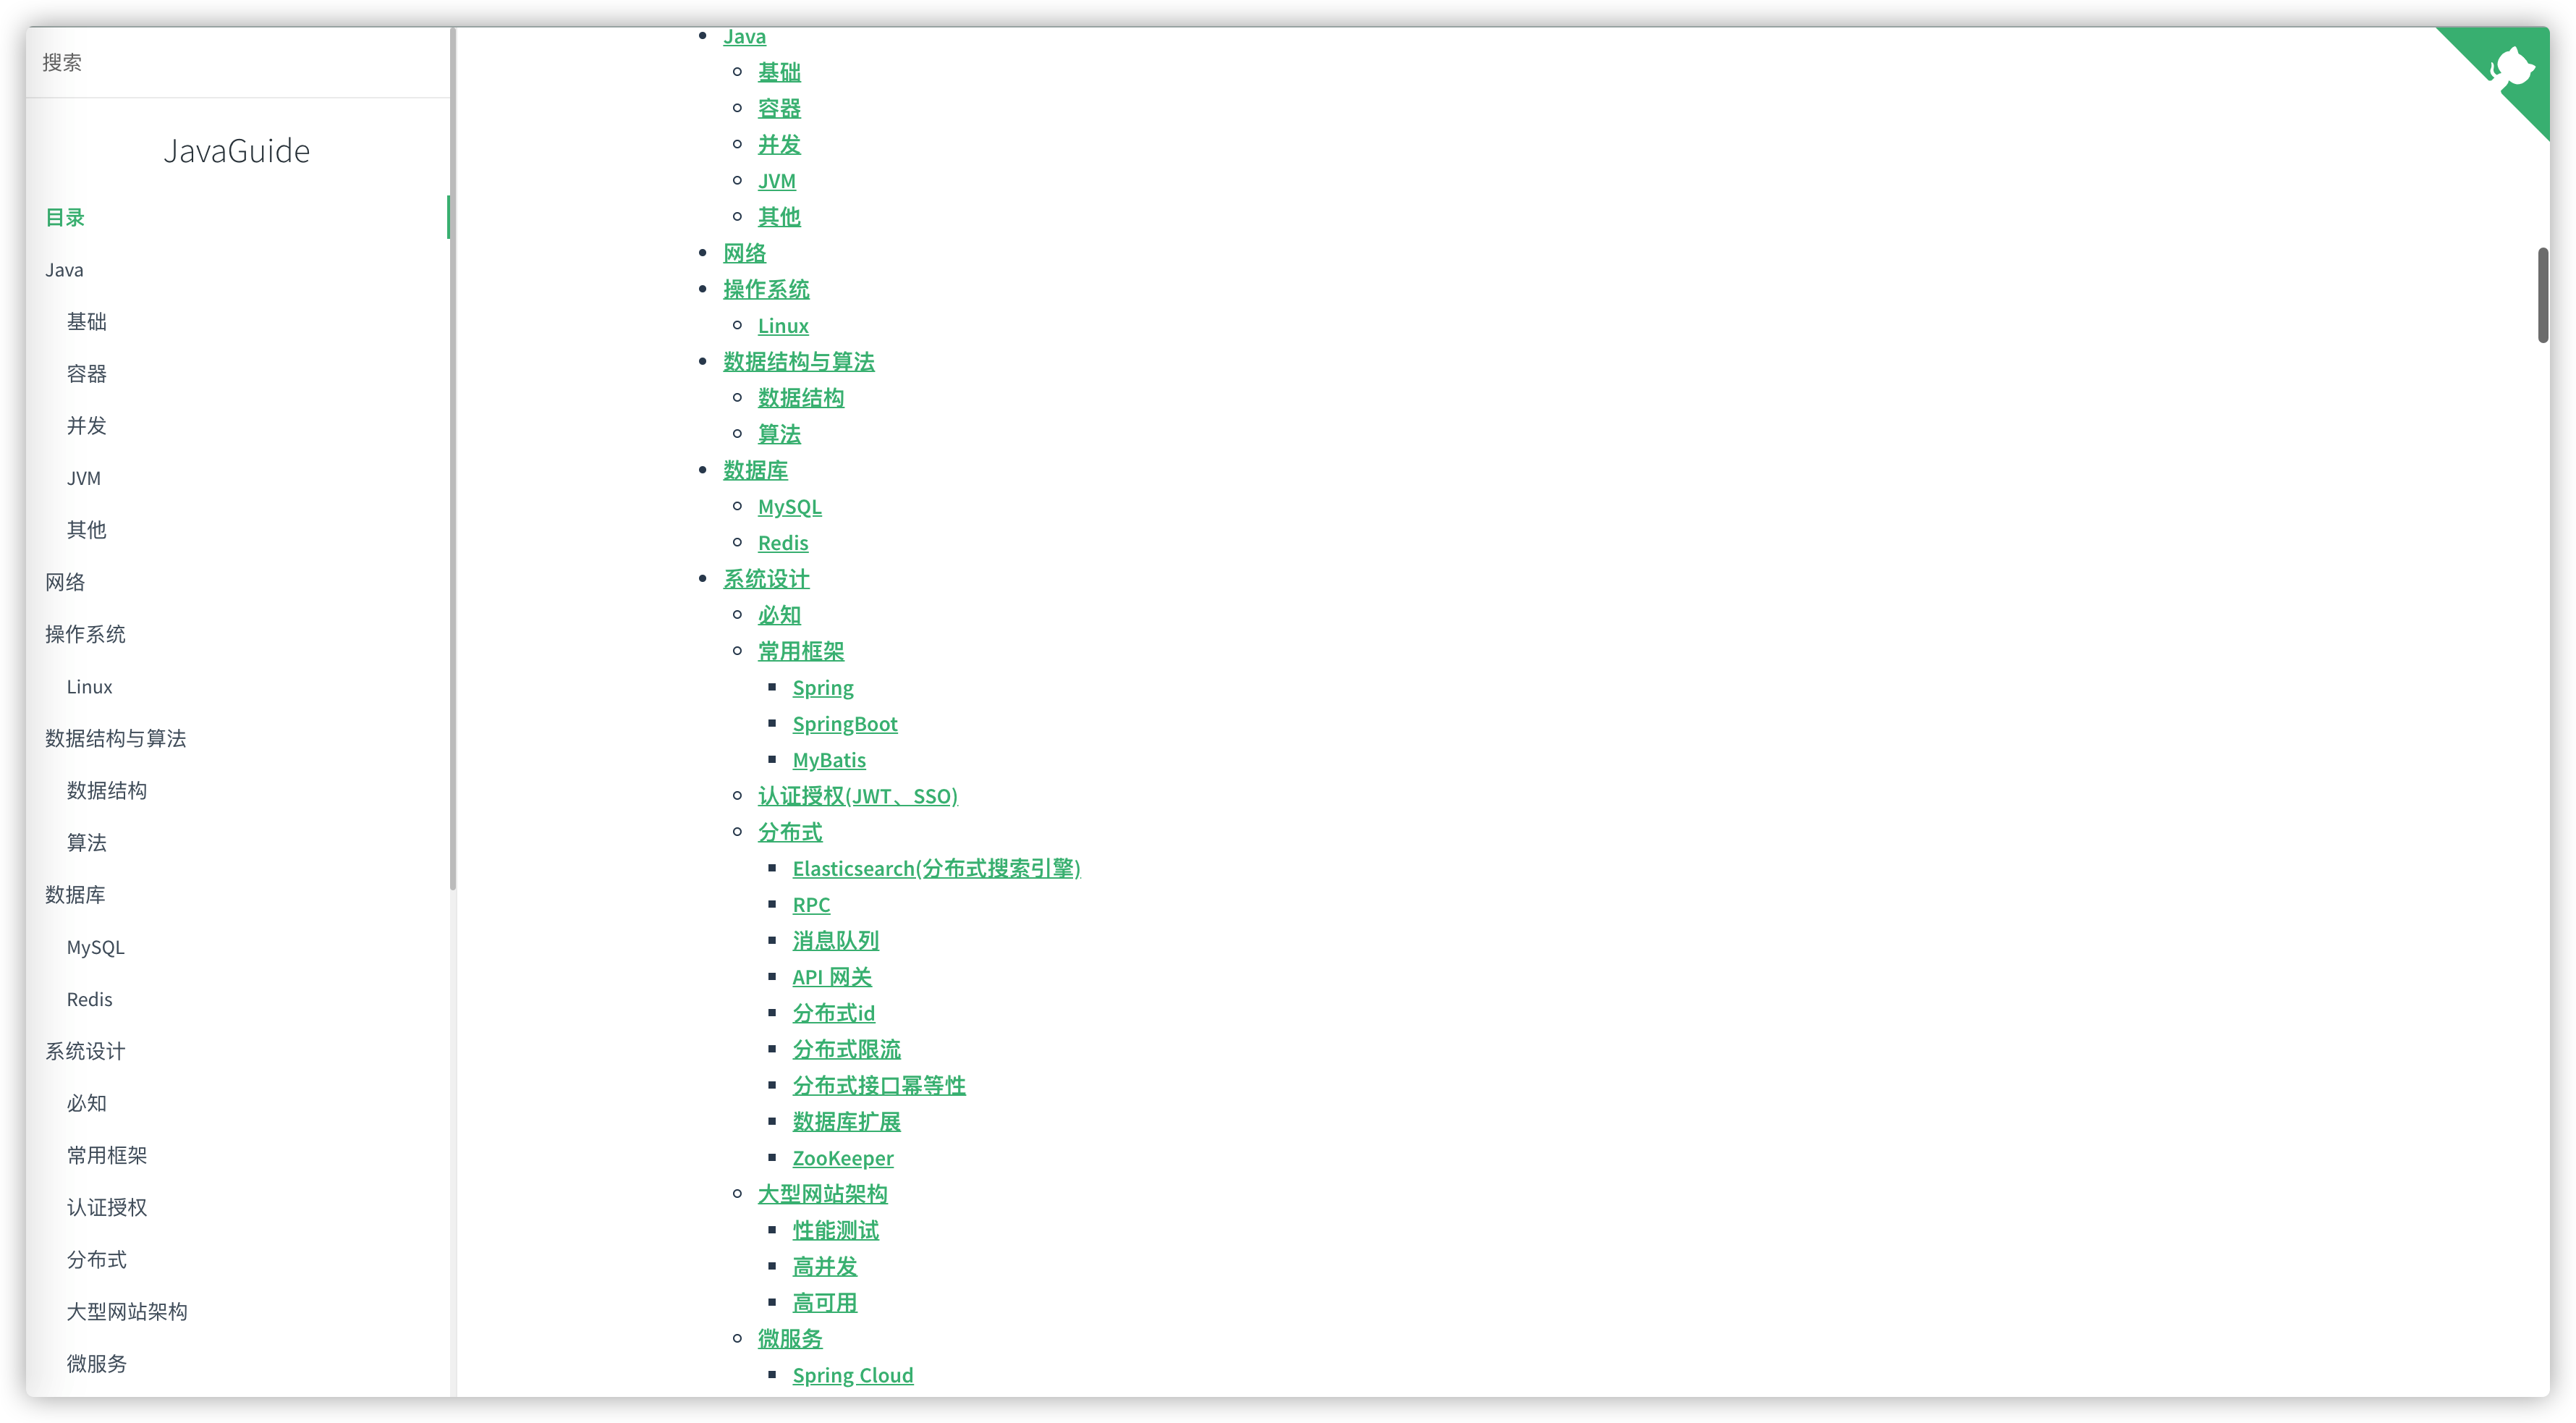 搜索
JavaGuide
目录
Java
基础
容器
并发
JVM
其他
网络
操作系统
Linux
数据结构与算法
数据结构
算法
数据库
MySQL
Redis
系统设计
必知
常用框架
认证授权
分布式
大型网站架构
微服务
Java
基础
容器
并发
JVM
其他
网络
操作系统
Linux
数据结构与算法
数据结构
算法
数据库
MySQL
Redis
系统设计
必知
常用框架
Spring
SpringBoot
MyBatis
认证授权(JWT、SSO)
分布式
Elasticsearch(分布式搜索引擎)
RPC
消息队列
API 网关
分布式id
分布式限流
分布式接口幂等性
数据库扩展
ZooKeeper
大型网站架构
性能测试
高并发
高可用
微服务
Spring Cloud